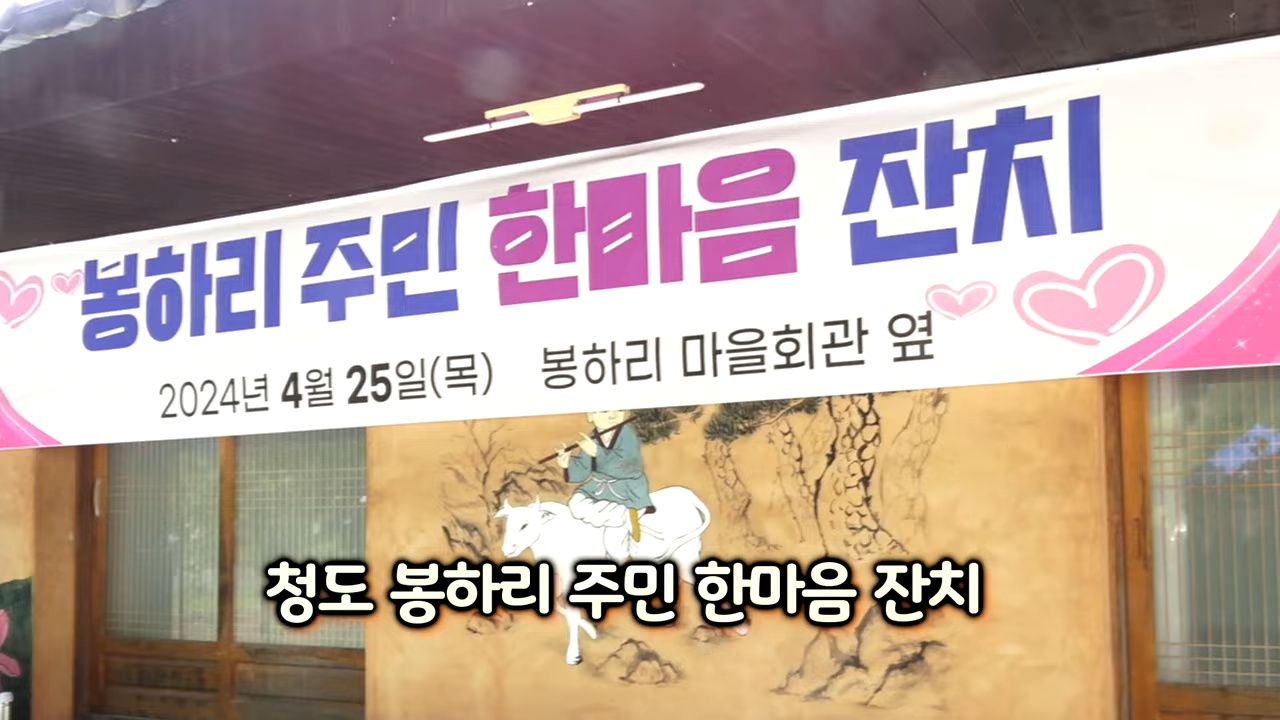 봉하리 주민 한마음 잔치
2024년 4월 25일(목) 봉하리 마을회관 옆
청도 봉하리 주민 한마음 잔치